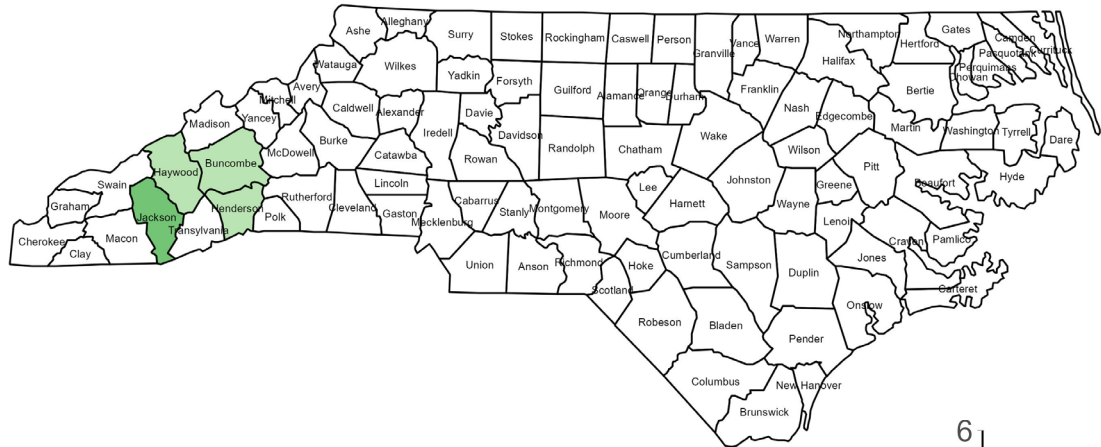 Alleghany
Ashe
Surry
Stokes
Rockingham
Caswell
Person
Granville
Vance
Warren
Northampton
Gates
Hertford
Camden
Pasquotank
Currituck
Perquimans
Chowan
Watauga
Wilkes
Yadkin
Forsyth
Guilford
Alamance
Orange
Durham
Franklin
Halifax
Bertie
Avery
Mitchell
Yancey
Madison
Caldwell
Alexander
Iredell
Davie
Davidson
Randolph
Chatham
Wake
Nash
Edgecombe
Martin
Washington
Tyrrell
Dare
Buncombe
McDowell
Burke
Catawba
Rowan
Wilson
Pitt
Beaufort
Hyde
Haywood
Swain
Graham
Jackson
Henderson
Transylvania
Polk
Rutherford
Cleveland
Lincoln
Gaston
Mecklenburg
Cabarrus
Stanly
Montgomery
Moore
Lee
Harnett
Johnston
Wayne
Greene
Lenoir
Craven
Pamlico
Cherokee
Clay
Macon
Union
Anson
Richmond
Scotland
Hoke
Cumberland
Sampson
Duplin
Jones
Onslow
Carteret
Robeson
Bladen
Pender
Columbus
New Hanover
Brunswick
6